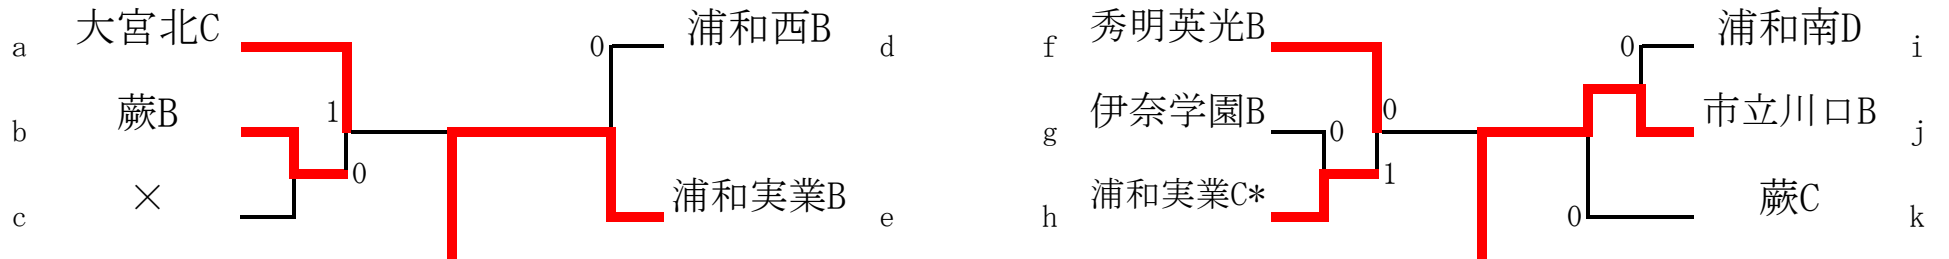 a 大宮北C
0 浦和西B d
b 蕨B 1
c × 0
浦和実業B e
f 秀明英光B
0 浦和南D i
g 伊奈学園B 0 0
市立川口B j
h 浦和実業C* 1
0 蕨C k